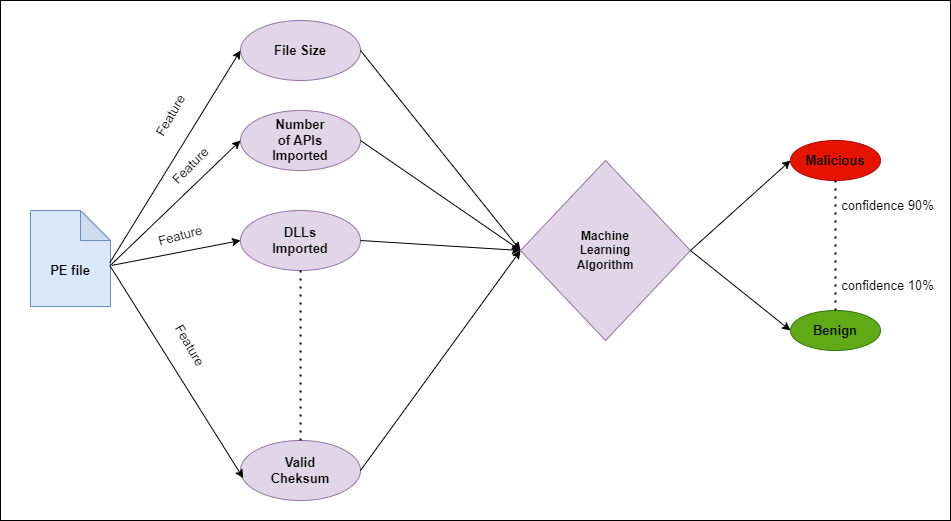 File Size
Feature
Number
of APIs
Imported
Feature
Malicious
confidence 90%
DLLs
Imported
Feature
Machine
Learning
Algorithm
PE file
confidence 10%
Benign
Feature
Valid
Cheksum